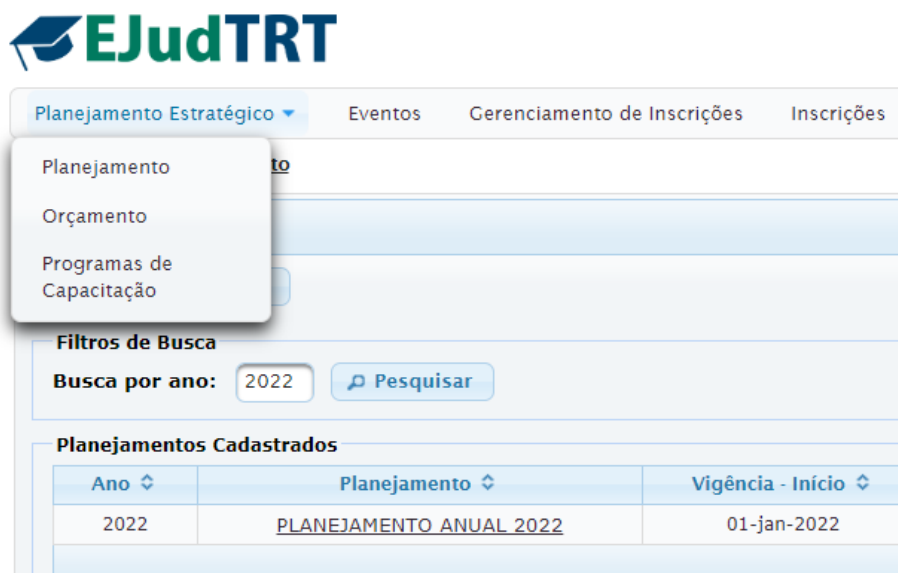 EJudTRT
Planejamento Estratégico Eventos Gerenciamento de Inscrições Inscrições
Planejamento
to
Orçamento
Programas de
Capacitação
Filtros de Busca
Busca por ano: 2022 Pesquisar
Planejamentos Cadastrados
Ano Planejamento Vigência - Início
2022 PLANEJAMENTO ANUAL 2022 01-jan-2022